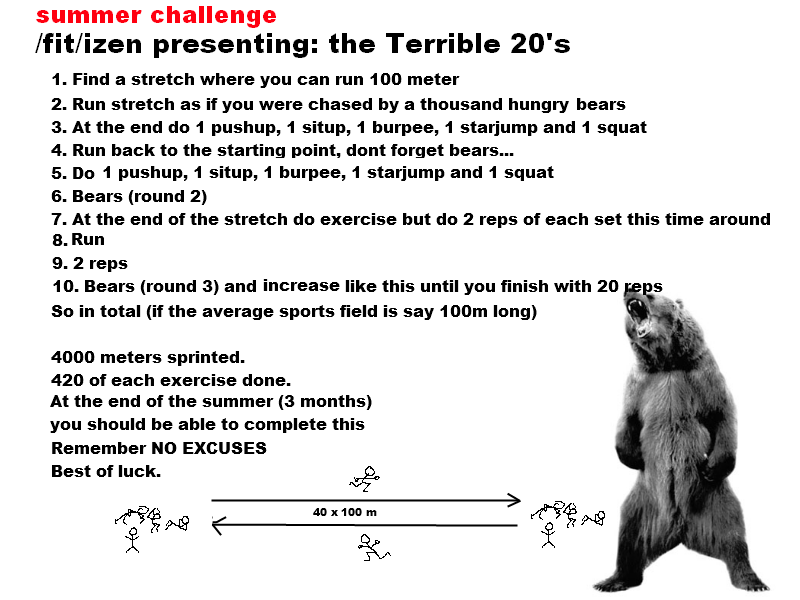 summer challenge
/fit/izen presenting: the Terrible 20's
1. Find a stretch where you can run 100 meter
2. Run stretch as if you were chased by a thousand hungry bears
3. At the end do 1 pushup, 1 situp, 1 burpee, 1 starjump and 1 squat
4. Run back to the starting point, dont forget bears...
5. Do 1 pushup, 1 situp, 1 burpee, 1 starjump and 1 squat
6. Bears (round 2)
7. At the end of the stretch do exercise but do 2 reps of each set this time around
8. Run
9. 2 reps
10. Bears (round 3) and increase like this until you finish with 20 reps
So in total (if the average sports field is say 100m long)
4000 meters sprinted.
420 of each exercise done.
At the end of the summer (3 months)
you should be able to complete this
Remember NO EXCUSES
Best of luck.
40 x 100 m